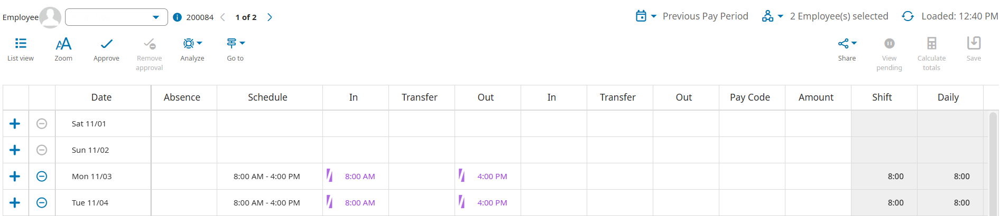 Employee 200084 1 of 2 Previous Pay Period 2 Employee(s) selected Loaded: 12:40 PM
List view Zoom Approve Remove approval Analyze Go to Share View pending Calculate totals Save
Date Absence Schedule In Transfer Out In Transfer Out Pay Code Amount Shift Daily
Sat 11/01
Sun 11/02
Mon 11/03 8:00 AM - 4:00 PM 8:00 AM 4:00 PM 8:00 8:00
Tue 11/04 8:00 AM - 4:00 PM 8:00 AM 4:00 PM 8:00 8:00